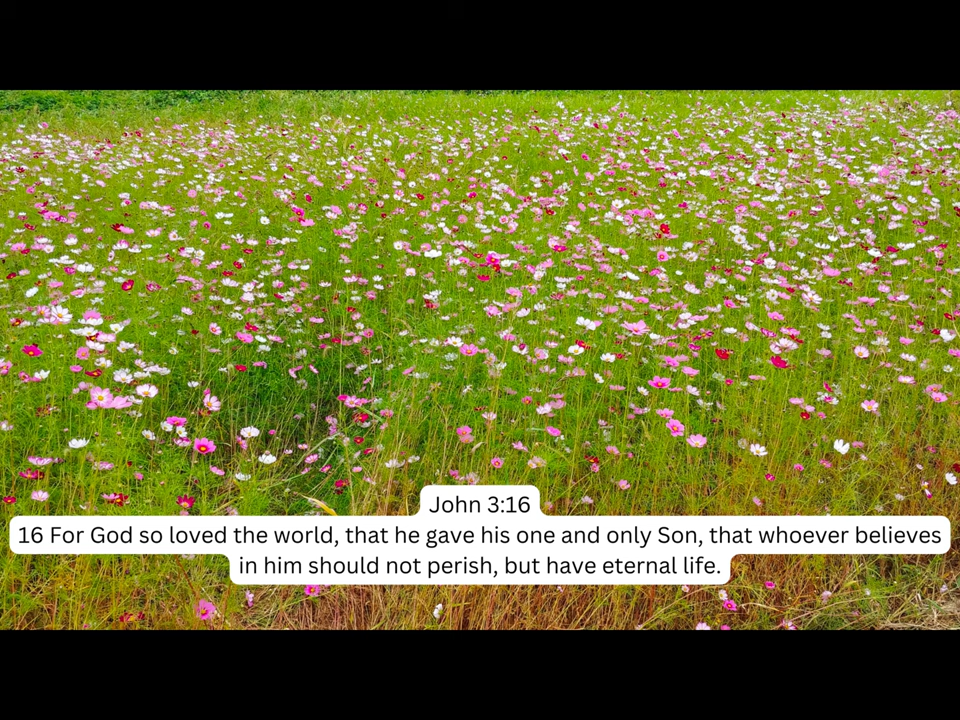 John 3:16
16 For God so loved the world, that he gave his one and only Son, that whoever believes
in him should not perish, but have eternal life.